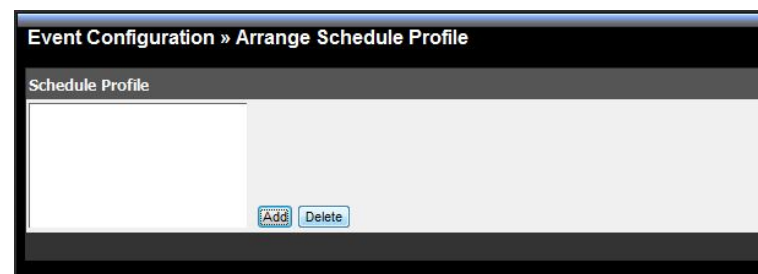 Event Configuration » Arrange Schedule Profile
Schedule Profile
Add Delete